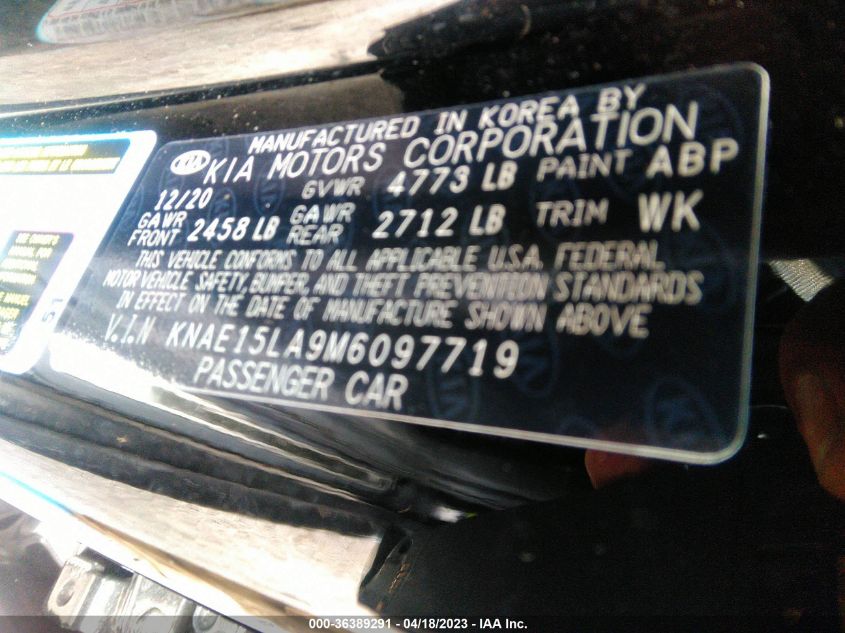 MANUFACTURED IN KOREA BY
KIA KIA MOTORS CORPORATION
12/20 GVWR 4773 LB PAINT ABP
GAWR FRONT 2458 LB GAWR REAR 2712 LB TRIM WK
THIS VEHICLE CONFORMS TO ALL APPLICABLE U.S.A. FEDERAL
MOTOR VEHICLE SAFETY, BUMPER, AND THEFT PREVENTION STANDARDS
IN EFFECT ON THE DATE OF MANUFACTURE SHOWN ABOVE
V.I.N KNAE15LA9M6097719
PASSENGER CAR
000-36389291 - 04/18/2023 - IAA Inc.